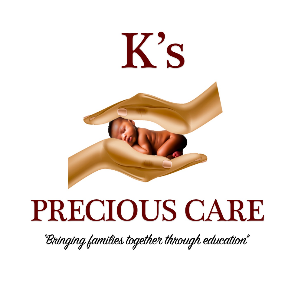 K's
PRECIOUS CARE
"Bringing families together through education"